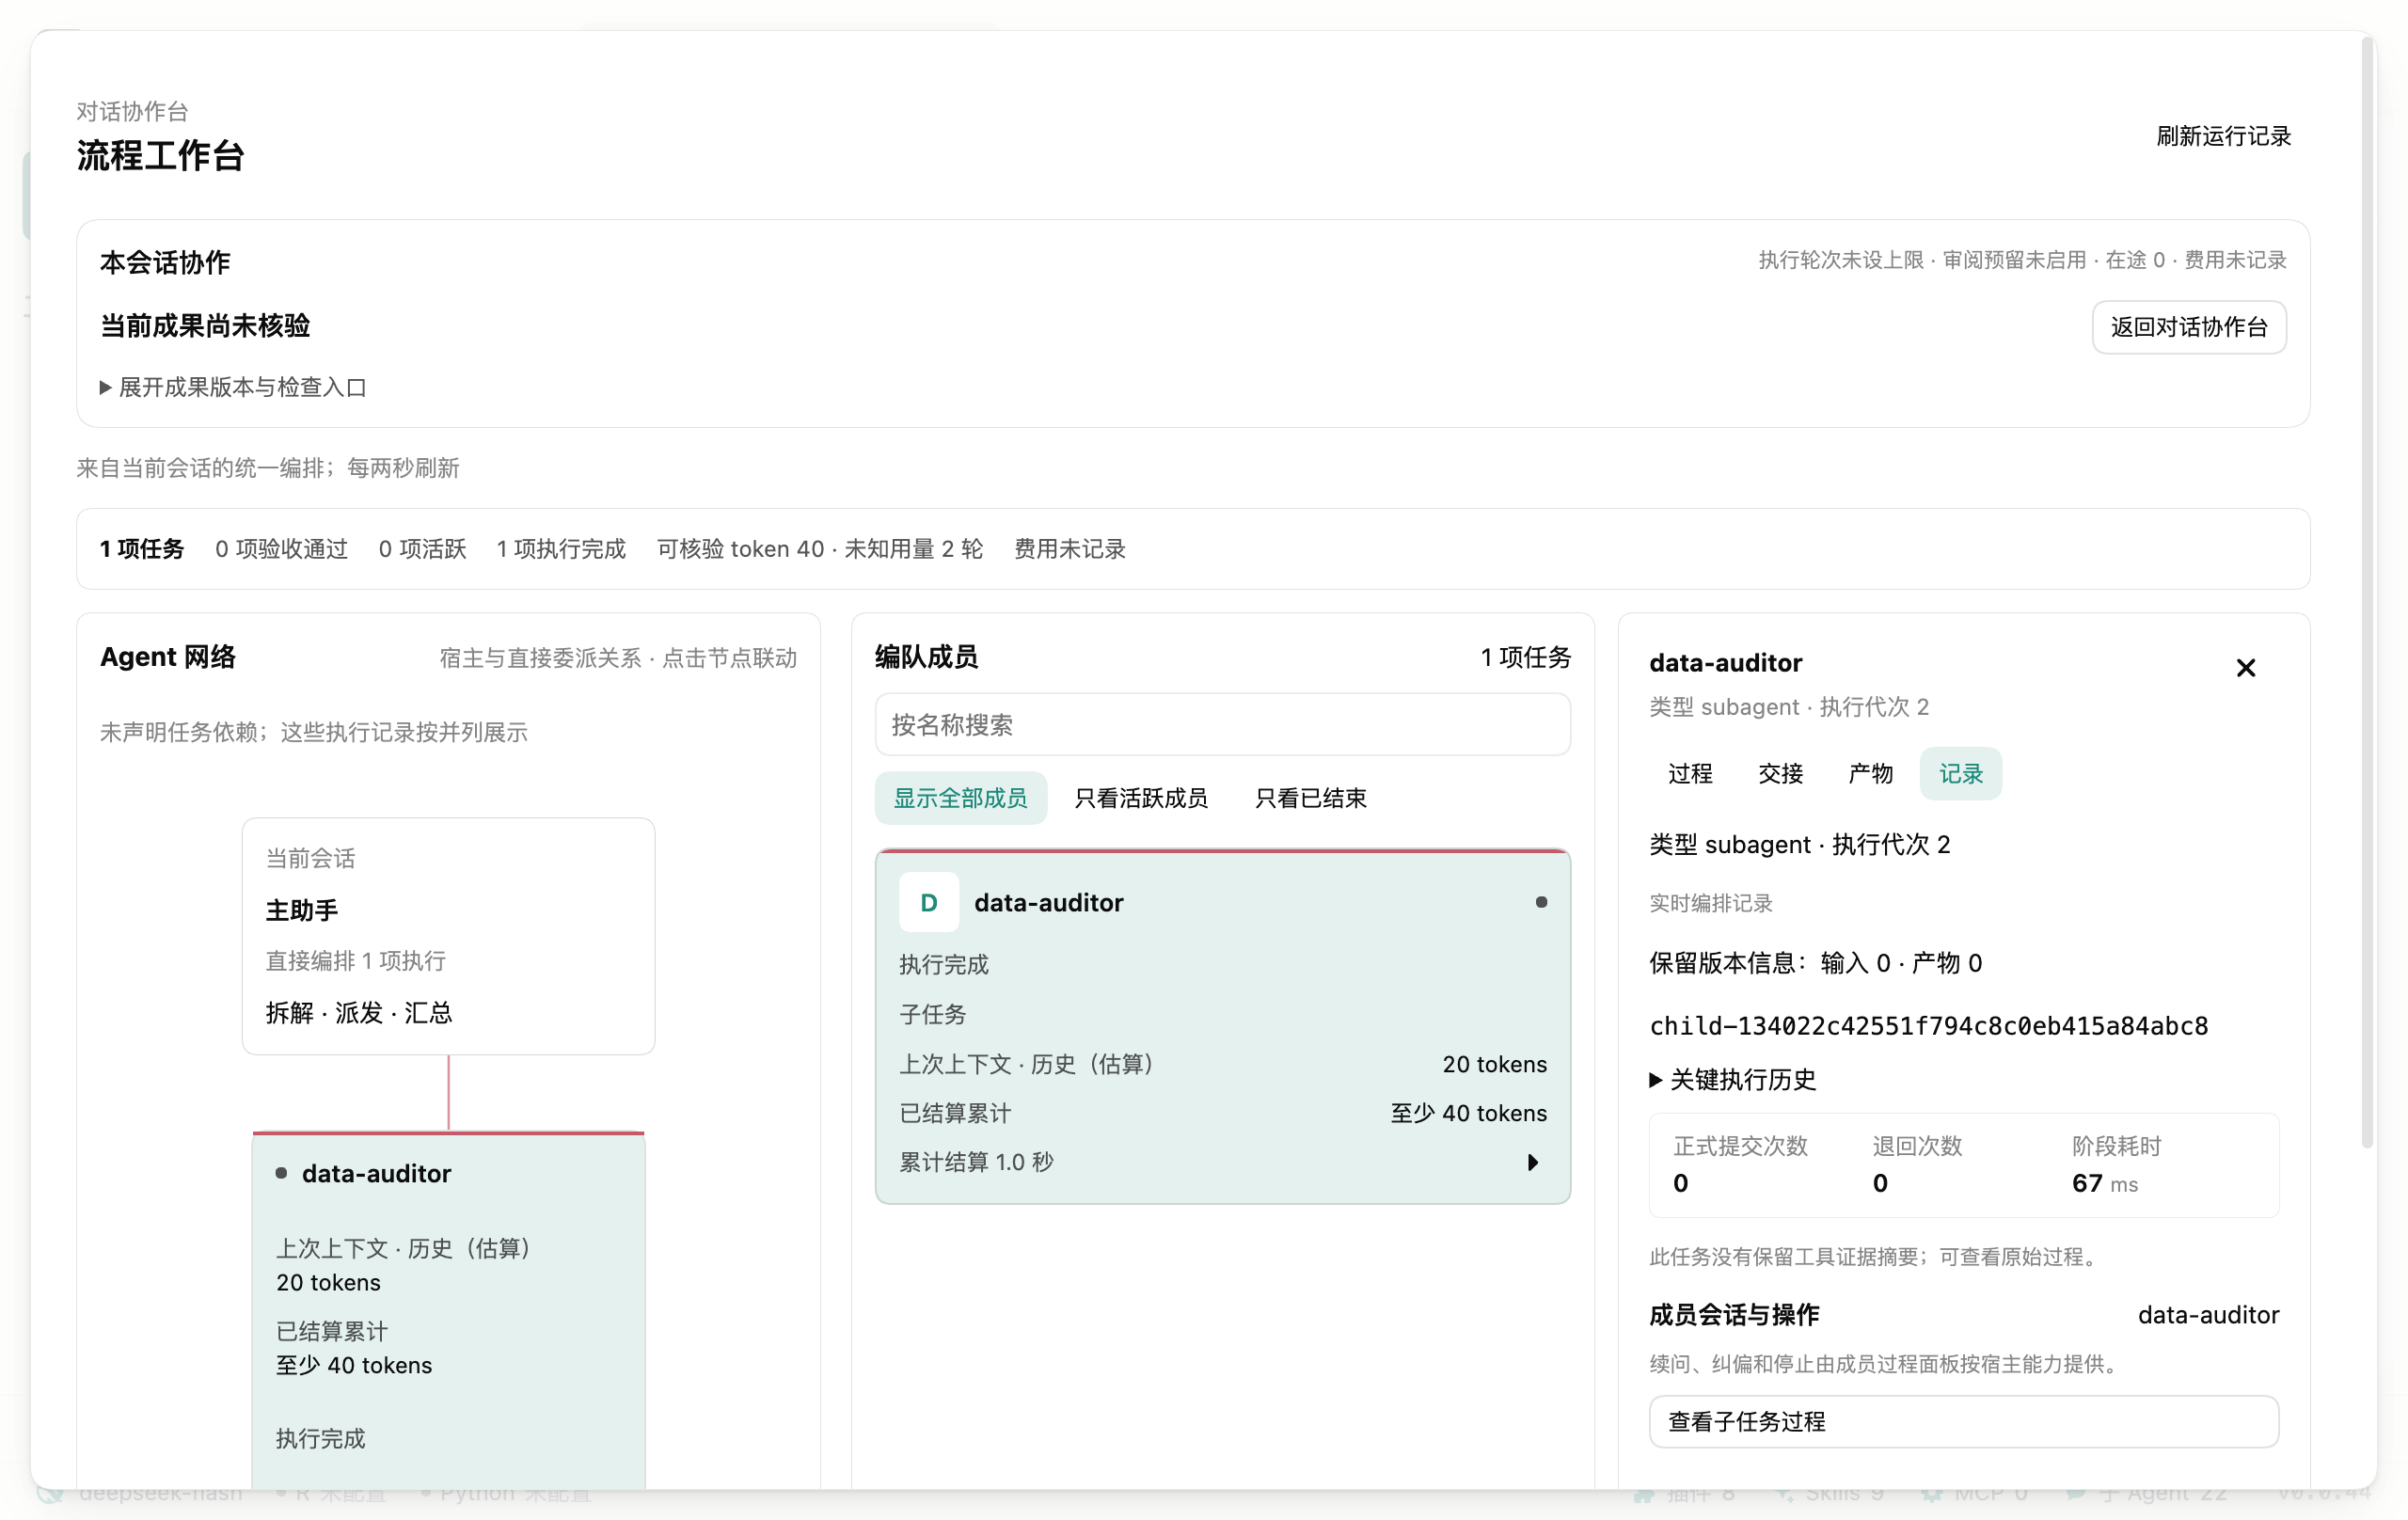 对话协作台
流程工作台
刷新运行记录
本会话协作
执行轮次未设上限 · 审阅预留未启用 · 在途 0 · 费用未记录
当前成果尚未核验
返回对话协作台
展开成果版本与检查入口
来自当前会话的统一编排；每两秒刷新
1 项任务 0 项验收通过 0 项活跃 1 项执行完成 可核验 token 40 · 未知用量 2 轮 费用未记录
Agent 网络
宿主与直接委派关系 · 点击节点联动
未声明任务依赖；这些执行记录按并列展示
当前会话
主助手
直接编排 1 项执行
拆解 · 派发 · 汇总
data-auditor
上次上下文 · 历史（估算）
20 tokens
已结算累计
至少 40 tokens
执行完成
编队成员
1 项任务
按名称搜索
显示全部成员 只看活跃成员 只看已结束
D data-auditor
执行完成
子任务
上次上下文 · 历史（估算） 20 tokens
已结算累计 至少 40 tokens
累计结算 1.0 秒
data-auditor
类型 subagent · 执行代次 2
过程 交接 产物 记录
类型 subagent · 执行代次 2
实时编排记录
保留版本信息：输入 0 · 产物 0
child-134022c42551f794c8c0eb415a84abc8
关键执行历史
正式提交次数 退回次数 阶段耗时
0 0 67 ms
此任务没有保留工具证据摘要；可查看原始过程。
成员会话与操作 data-auditor
续问、纠偏和停止由成员过程面板按宿主能力提供。
查看子任务过程
R 未配置 Python 未配置 插件 8 Skills 9 MCP 0 子 Agent 22